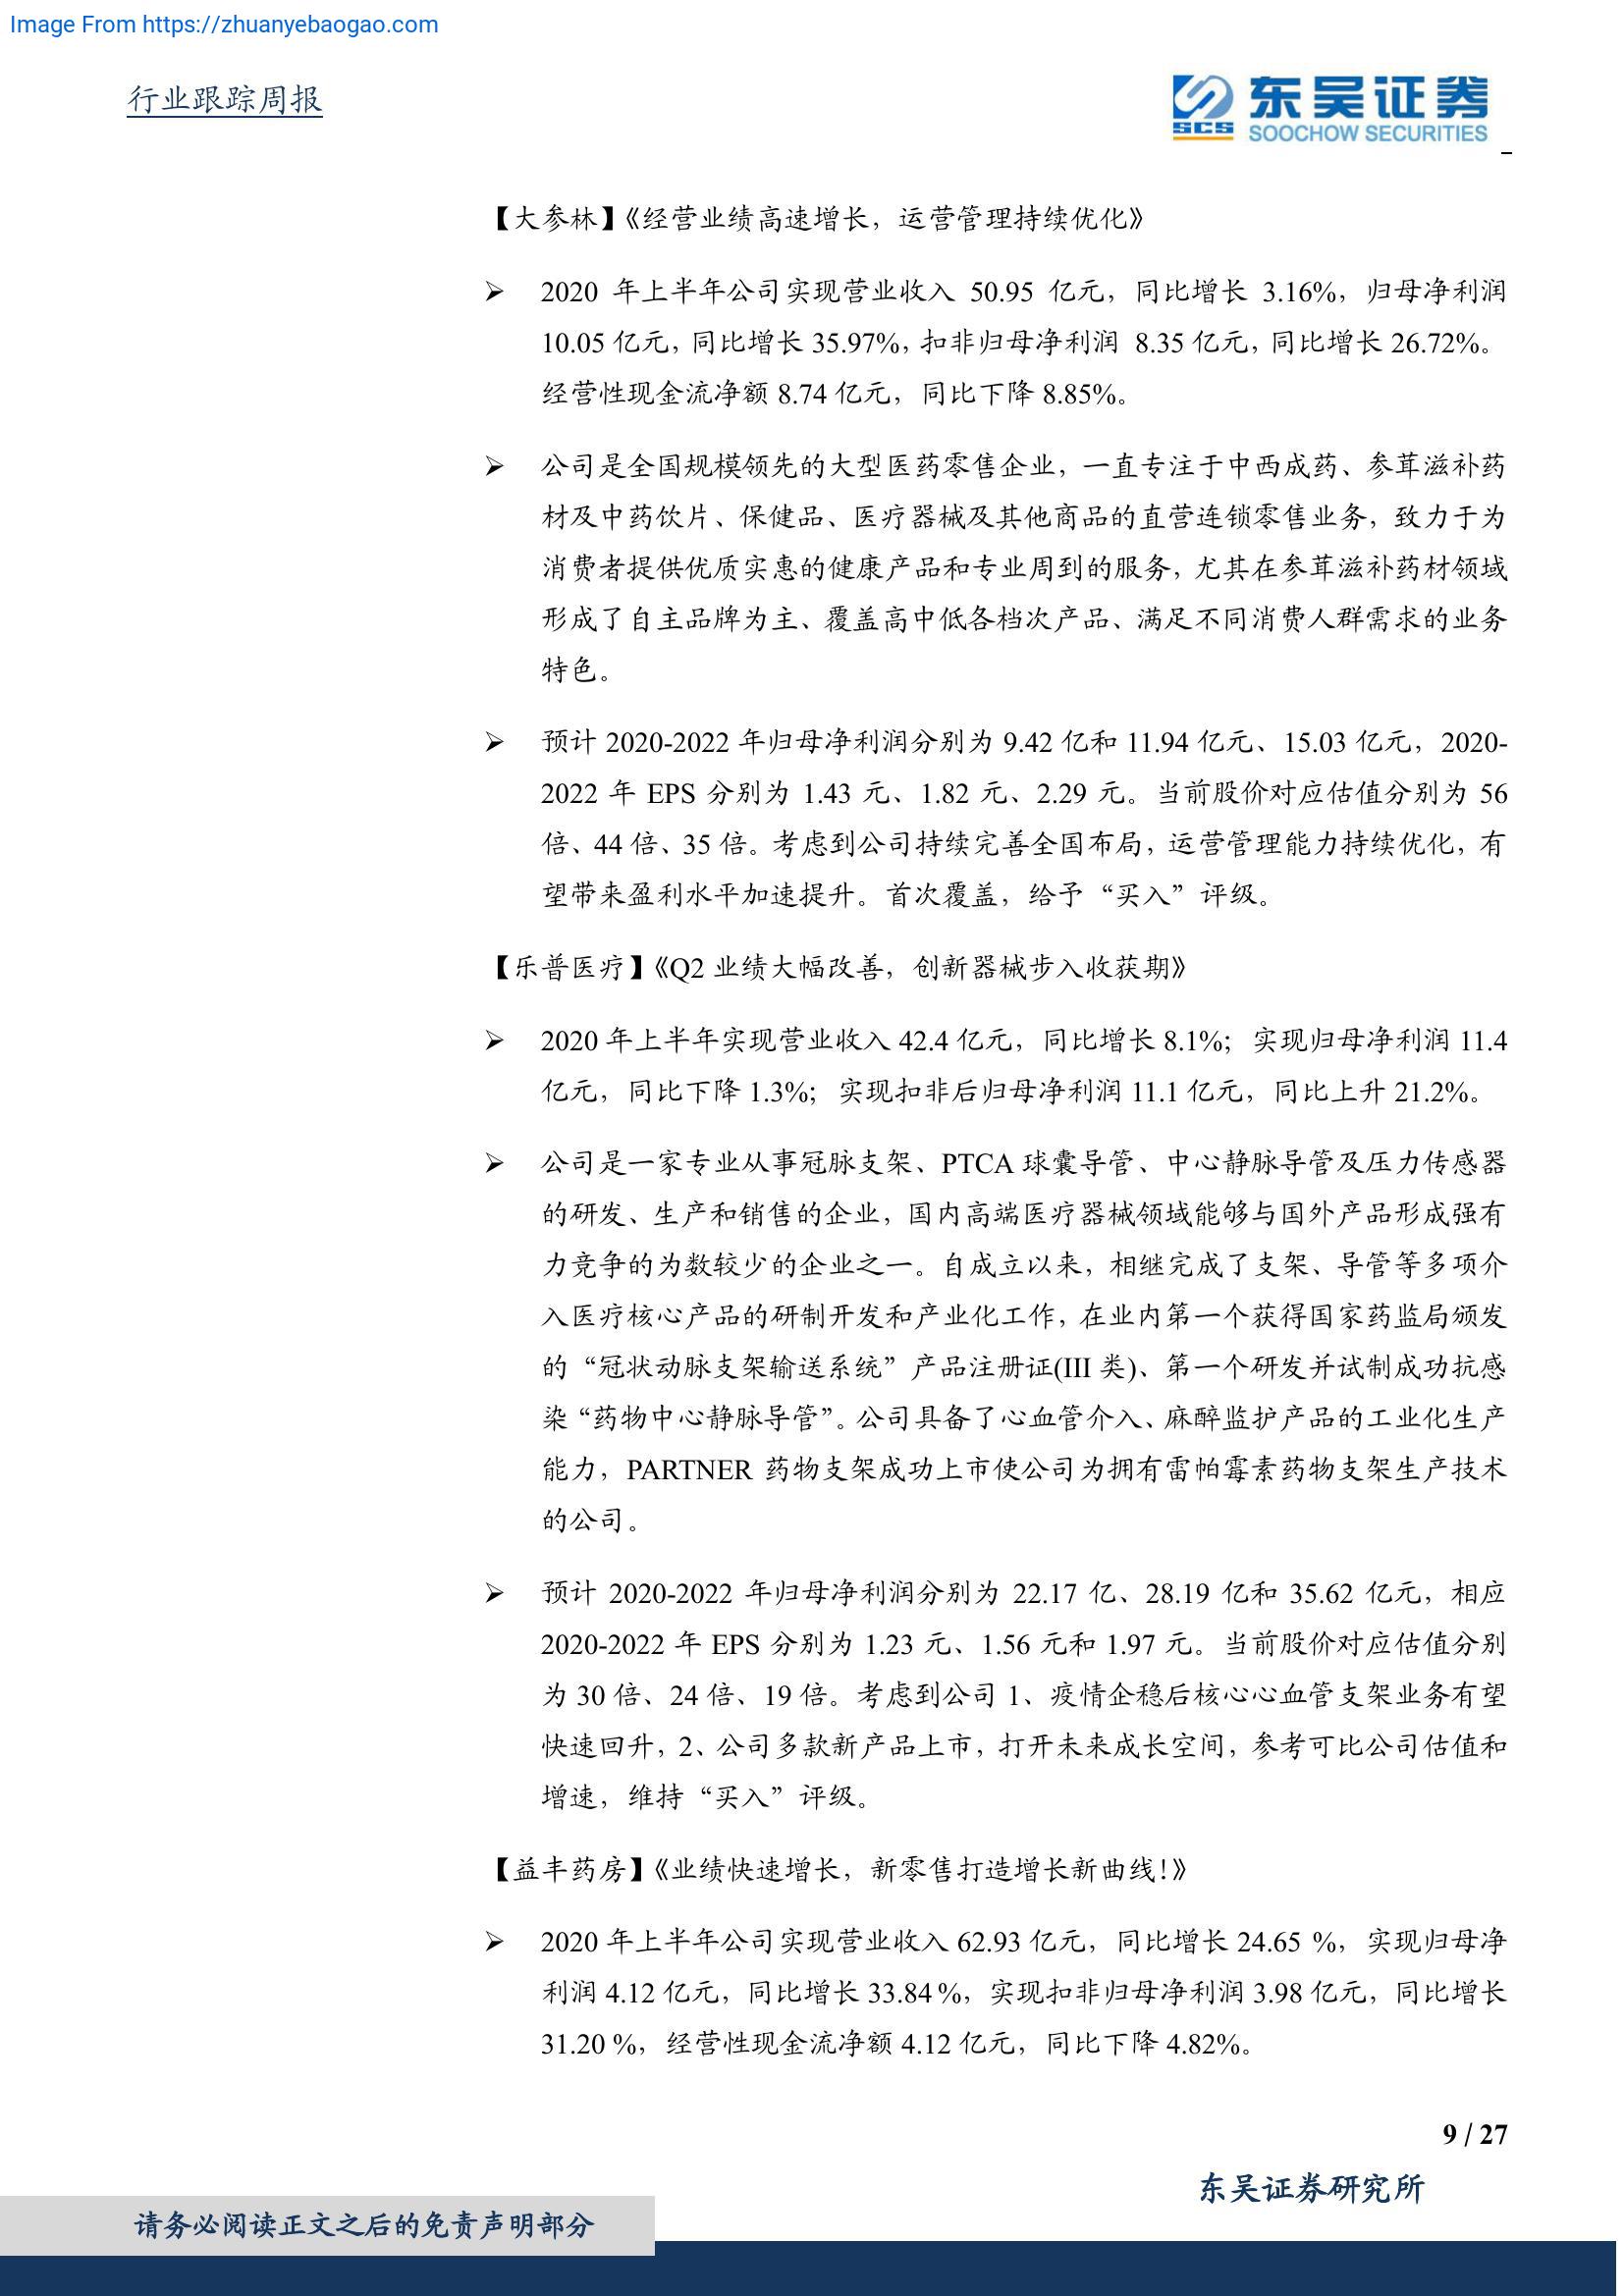 Image From https://zhuanyebaogao.com
行业跟踪周报
SCS
东吴证券
SOOCHOW SECURITIES
【大参林】《经营业绩高速增长，运营管理持续优化》
➢ 2020 年上半年公司实现营业收入 50.95 亿元，同比增长 3.16%，归母净利润
10.05 亿元，同比增长 35.97%，扣非归母净利润 8.35 亿元，同比增长 26.72%。
经营性现金流净额 8.74 亿元，同比下降 8.85%。
➢ 公司是全国规模领先的大型医药零售企业，一直专注于中西成药、参茸滋补药
材及中药饮片、保健品、医疗器械及其他商品的直营连锁零售业务，致力于为
消费者提供优质实惠的健康产品和专业周到的服务，尤其在参茸滋补药材领域
形成了自主品牌为主、覆盖高中低各档次产品、满足不同消费人群需求的业务
特色。
➢ 预计 2020-2022 年归母净利润分别为 9.42 亿和 11.94 亿元、15.03 亿元，2020-
2022 年 EPS 分别为 1.43 元、1.82 元、2.29 元。当前股价对应估值分别为 56
倍、44 倍、35 倍。考虑到公司持续完善全国布局，运营管理能力持续优化，有
望带来盈利水平加速提升。首次覆盖，给予“买入”评级。
【乐普医疗】《Q2 业绩大幅改善，创新器械步入收获期》
➢ 2020 年上半年实现营业收入 42.4 亿元，同比增长 8.1%；实现归母净利润 11.4
亿元，同比下降 1.3%；实现扣非后归母净利润 11.1 亿元，同比上升 21.2%。
➢ 公司是一家专业从事冠脉支架、PTCA 球囊导管、中心静脉导管及压力传感器
的研发、生产和销售的企业，国内高端医疗器械领域能够与国外产品形成强有
力竞争的为数较少的企业之一。自成立以来，相继完成了支架、导管等多项介
入医疗核心产品的研制开发和产业化工作，在业内第一个获得国家药监局颁发
的“冠状动脉支架输送系统”产品注册证(III 类)、第一个研发并试制成功抗感
染“药物中心静脉导管”。公司具备了心血管介入、麻醉监护产品的工业化生产
能力，PARTNER 药物支架成功上市使公司为拥有雷帕霉素药物支架生产技术
的公司。
➢ 预计 2020-2022 年归母净利润分别为 22.17 亿、28.19 亿和 35.62 亿元，相应
2020-2022 年 EPS 分别为 1.23 元、1.56 元和 1.97 元。当前股价对应估值分别
为 30 倍、24 倍、19 倍。考虑到公司 1、疫情企稳后核心心血管支架业务有望
快速回升，2、公司多款新产品上市，打开未来成长空间，参考可比公司估值和
增速，维持“买入”评级。
【益丰药房】《业绩快速增长，新零售打造增长新曲线！》
➢ 2020 年上半年公司实现营业收入 62.93 亿元，同比增长 24.65 %，实现归母净
利润 4.12 亿元，同比增长 33.84 %，实现扣非归母净利润 3.98 亿元，同比增长
31.20 %，经营性现金流净额 4.12 亿元，同比下降 4.82%。
9 / 27
东吴证券研究所
请务必阅读正文之后的免责声明部分